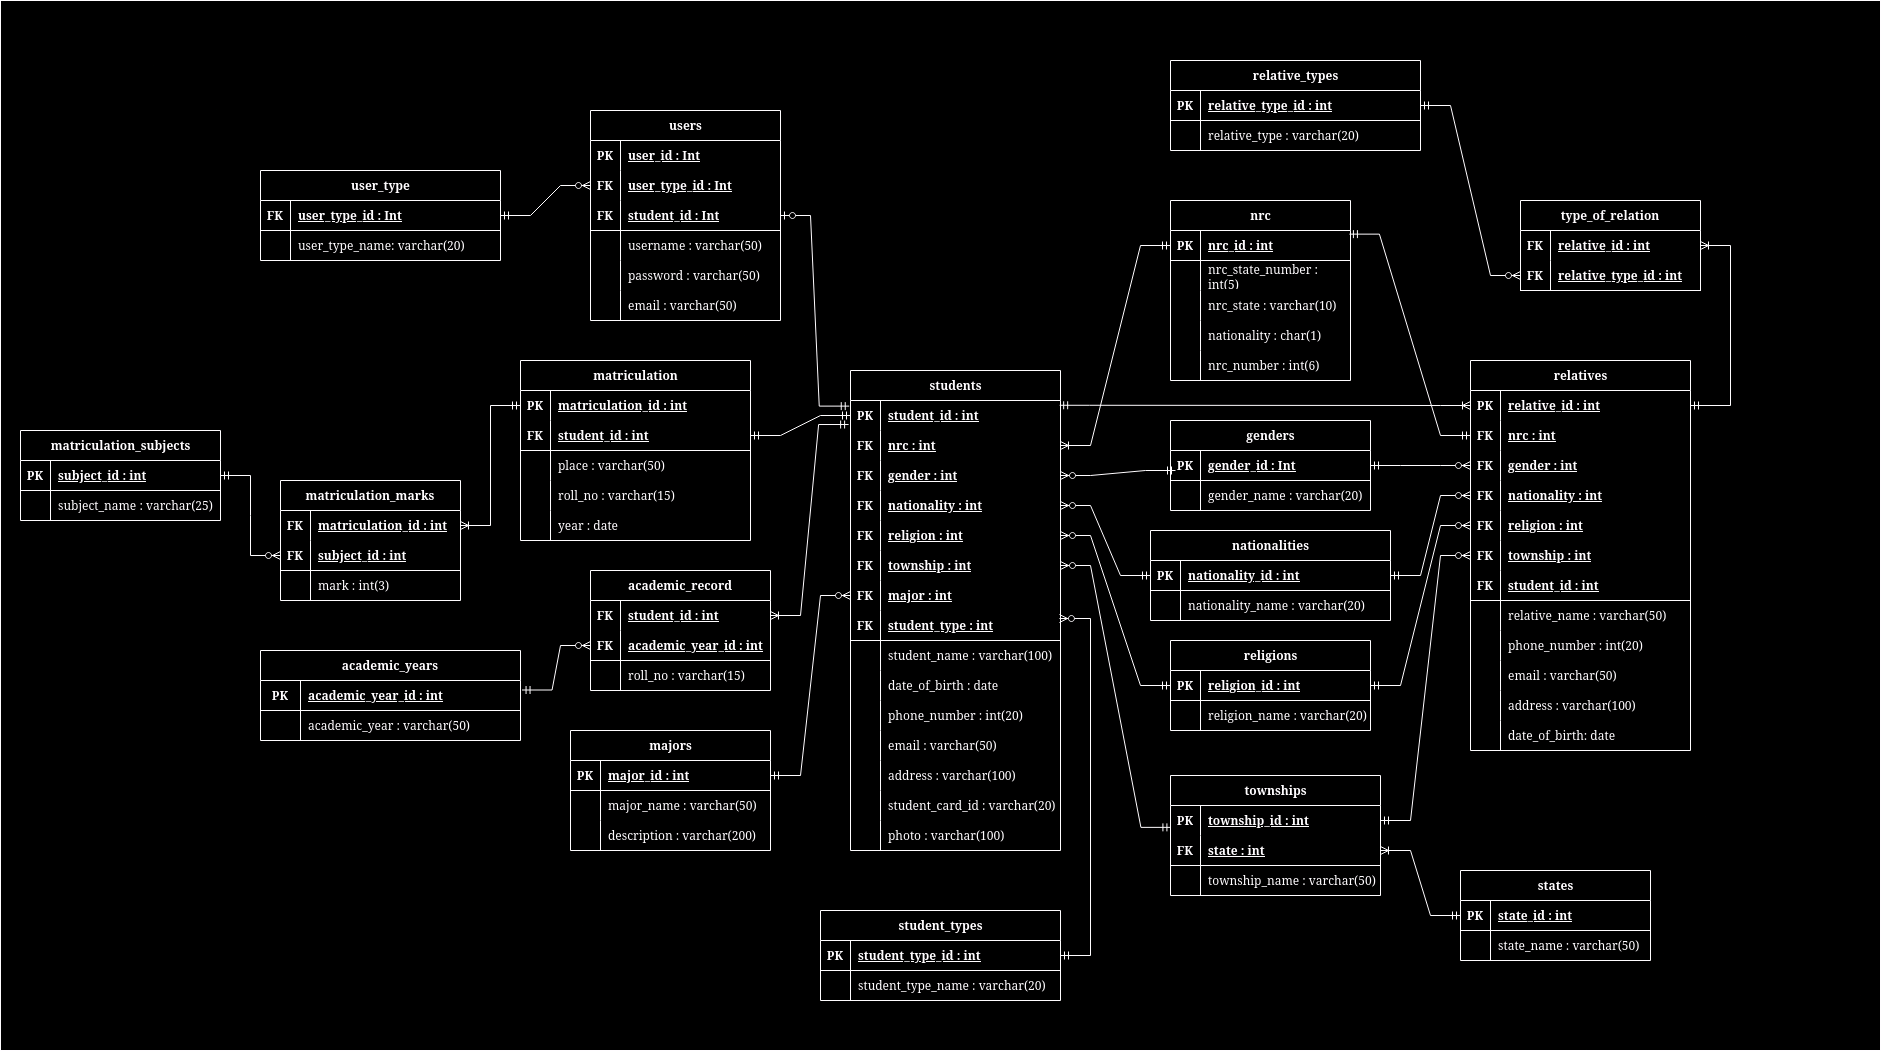 relative_types
PK relative_type_id : int
relative_type : varchar(20)
users
PK user_id : Int
FK user_type_id : Int
FK student_id : Int
username : varchar(50)
password : varchar(50)
email : varchar(50)
user_type
FK user_type_id : Int
user_type_name: varchar(20)
nrc
PK nrc_id : int
nrc_state_number :
int(5)
nrc_state : varchar(10)
nationality : char(1)
nrc_number : int(6)
type_of_relation
FK relative_id : int
FK relative_type_id : int
matriculation
PK matriculation_id : int
FK student_id : int
place : varchar(50)
roll_no : varchar(15)
year : date
students
PK student_id : int
FK nrc : int
FK gender : int
FK nationality : int
FK religion : int
FK township : int
FK major : int
FK student_type : int
student_name : varchar(100)
date_of_birth : date
phone_number : int(20)
email : varchar(50)
address : varchar(100)
student_card_id : varchar(20)
photo : varchar(100)
relatives
PK relative_id : int
FK nrc : int
FK gender : int
FK nationality : int
FK religion : int
FK township : int
FK student_id : int
relative_name : varchar(50)
phone_number : int(20)
email : varchar(50)
address : varchar(100)
date_of_birth: date
matriculation_subjects
PK subject_id : int
subject_name : varchar(25)
matriculation_marks
FK matriculation_id : int
FK subject_id : int
mark : int(3)
genders
PK gender_id : Int
gender_name : varchar(20)
nationalities
PK nationality_id : int
nationality_name : varchar(20)
academic_record
FK student_id : int
FK academic_year_id : int
roll_no : varchar(15)
academic_years
PK academic_year_id : int
academic_year : varchar(50)
religions
PK religion_id : int
religion_name : varchar(20)
majors
PK major_id : int
major_name : varchar(50)
description : varchar(200)
townships
PK township_id : int
FK state : int
township_name : varchar(50)
states
PK state_id : int
state_name : varchar(50)
student_types
PK student_type_id : int
student_type_name : varchar(20)